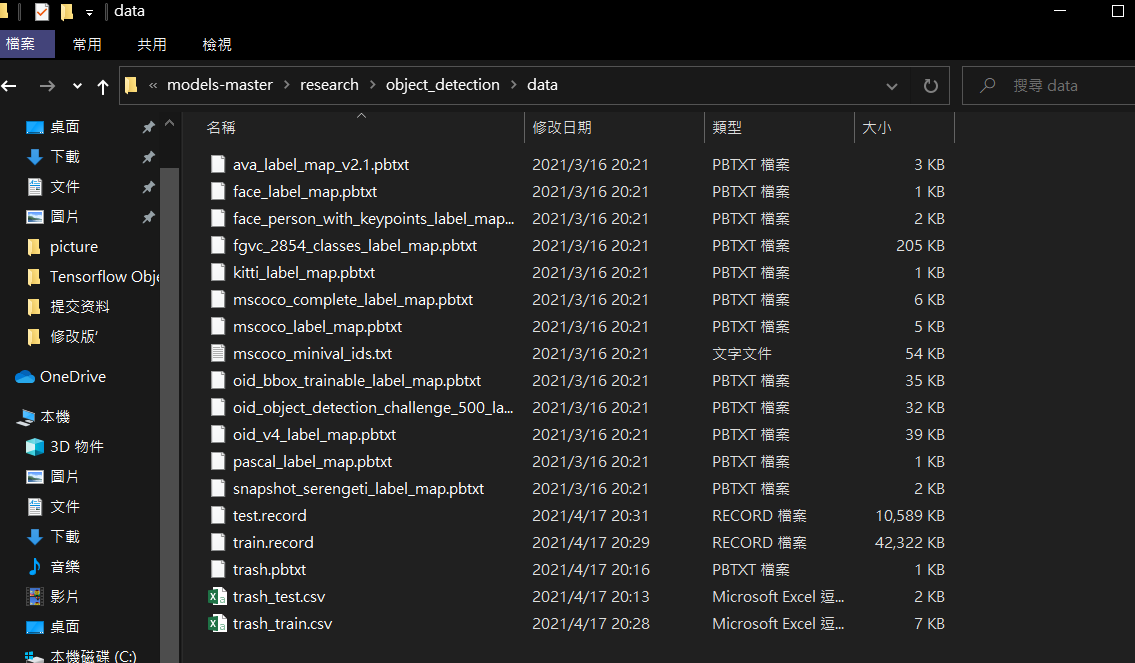 data
檔案 常用 共用 檢視
« models-master › research › object_detection › data 搜尋 data
名稱 修改日期 類型 大小
桌面
下載
文件
圖片
picture
Tensorflow Obje
提交资料
修改版'
OneDrive
本機
3D 物件
圖片
文件
下載
音樂
影片
桌面
本機磁碟 (C:)
ava_label_map_v2.1.pbtxt 2021/3/16 20:21 PBTXT 檔案 3 KB
face_label_map.pbtxt 2021/3/16 20:21 PBTXT 檔案 1 KB
face_person_with_keypoints_label_map... 2021/3/16 20:21 PBTXT 檔案 2 KB
fgvc_2854_classes_label_map.pbtxt 2021/3/16 20:21 PBTXT 檔案 205 KB
kitti_label_map.pbtxt 2021/3/16 20:21 PBTXT 檔案 1 KB
mscoco_complete_label_map.pbtxt 2021/3/16 20:21 PBTXT 檔案 6 KB
mscoco_label_map.pbtxt 2021/3/16 20:21 PBTXT 檔案 5 KB
mscoco_minival_ids.txt 2021/3/16 20:21 文字文件 54 KB
oid_bbox_trainable_label_map.pbtxt 2021/3/16 20:21 PBTXT 檔案 35 KB
oid_object_detection_challenge_500_la... 2021/3/16 20:21 PBTXT 檔案 32 KB
oid_v4_label_map.pbtxt 2021/3/16 20:21 PBTXT 檔案 39 KB
pascal_label_map.pbtxt 2021/3/16 20:21 PBTXT 檔案 1 KB
snapshot_serengeti_label_map.pbtxt 2021/3/16 20:21 PBTXT 檔案 2 KB
test.record 2021/4/17 20:31 RECORD 檔案 10,589 KB
train.record 2021/4/17 20:29 RECORD 檔案 42,322 KB
trash.pbtxt 2021/4/17 20:16 PBTXT 檔案 1 KB
trash_test.csv 2021/4/17 20:13 Microsoft Excel 逗... 2 KB
trash_train.csv 2021/4/17 20:28 Microsoft Excel 逗... 7 KB